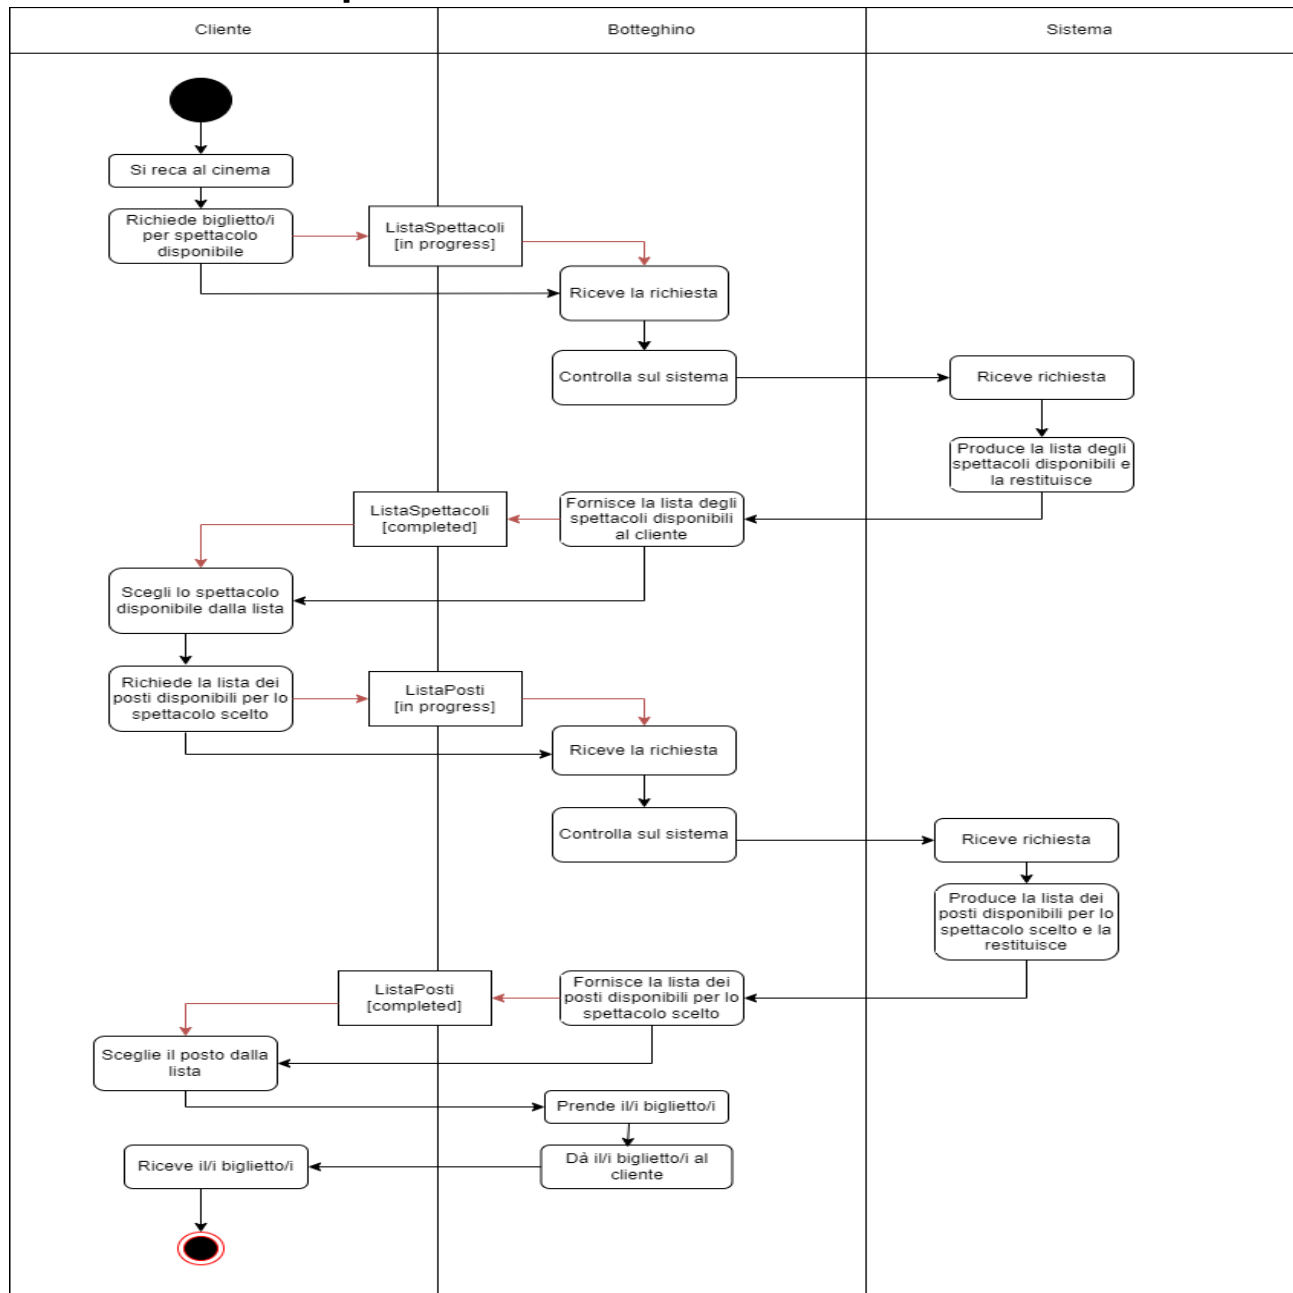 Cliente
Botteghino
Sistema
Si reca al cinema
Richiede biglietto/i
per spettacolo
disponibile
ListaSpettacoli
[in progress]
Riceve la richiesta
Controlla sul sistema
Riceve richiesta
Produce la lista degli
spettacoli disponibili e
la restituisce
Fornisce la lista degli
spettacoli disponibili
al cliente
ListaSpettacoli
[completed]
Scegli lo spettacolo
disponibile dalla lista
Richiede la lista dei
posti disponibili per lo
spettacolo scelto
ListaPosti
[in progress]
Riceve la richiesta
Controlla sul sistema
Riceve richiesta
Produce la lista dei
posti disponibili per lo
spettacolo scelto e la
restituisce
Fornisce la lista dei
posti disponibili per lo
spettacolo scelto
ListaPosti
[completed]
Sceglie il posto dalla
lista
Prende il/i biglietto/i
Dà il/i biglietto/i al
cliente
Riceve il/i biglietto/i